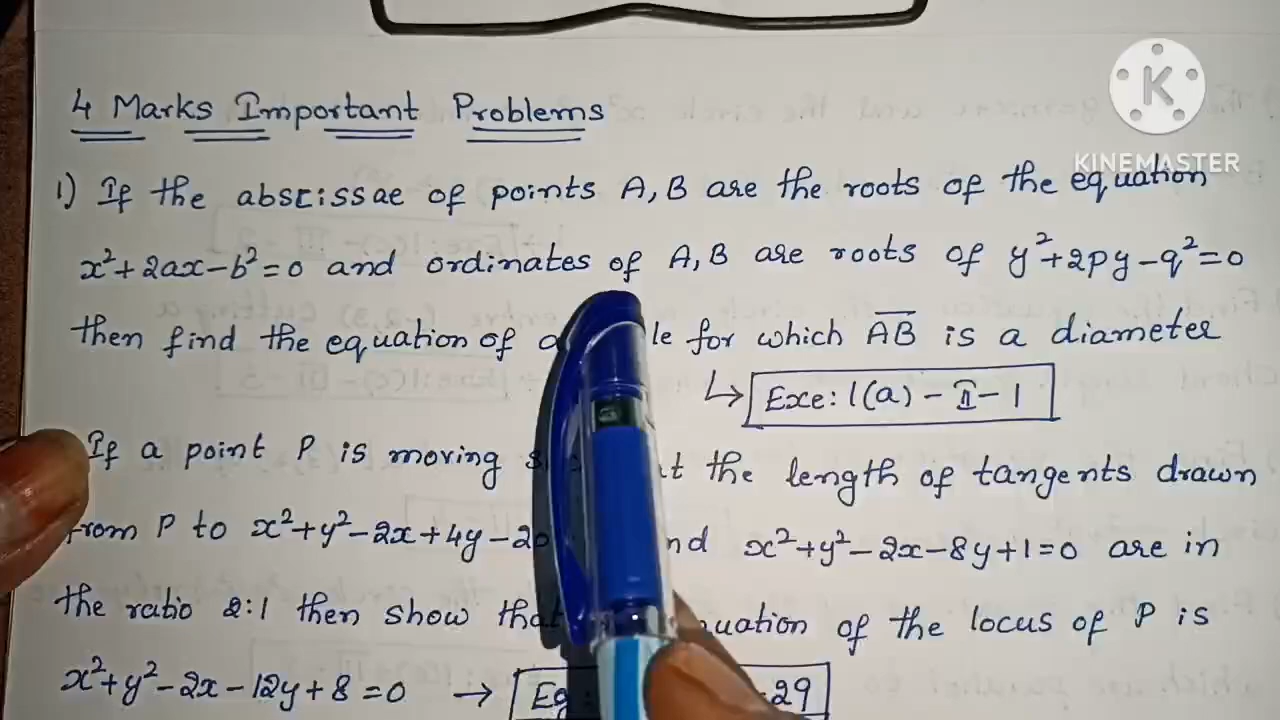 4 Marks Important Problems
KINEMASTER
1) If the abscissae of points A, B are the roots of the equation
x²+2ax-b²=0 and ordinates of A, B are roots of y²+2py-q²=0
then find the equation of a le for which A̅B̅ is a diameter
↳ Exe: 1(a) - II - 1
If a point P is moving the length of tangents drawn
from P to x²+y²-2x+4y-20 x²+y²-2x-8y+1=0 are in
the ratio 2:1 then show that of the locus of P is
x²+y²-2x-12y+8=0 → Eg: 29